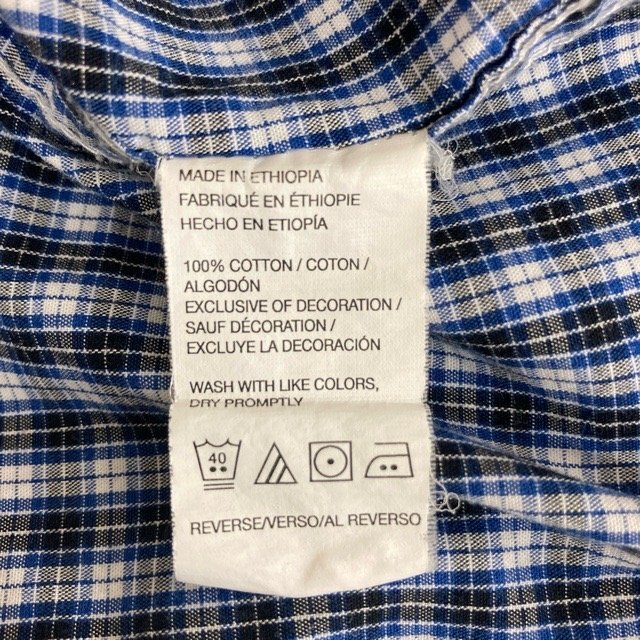 MADE IN ETHIOPIA
FABRIQUÉ EN ÉTHIOPIE
HECHO EN ETIOPÍA
100% COTTON / COTON /
ALGODÓN
EXCLUSIVE OF DECORATION /
SAUF DÉCORATION /
EXCLUYE LA DECORACIÓN
WASH WITH LIKE COLORS,
DRY PROMPTLY
40
REVERSE/VERSO/AL REVERSO